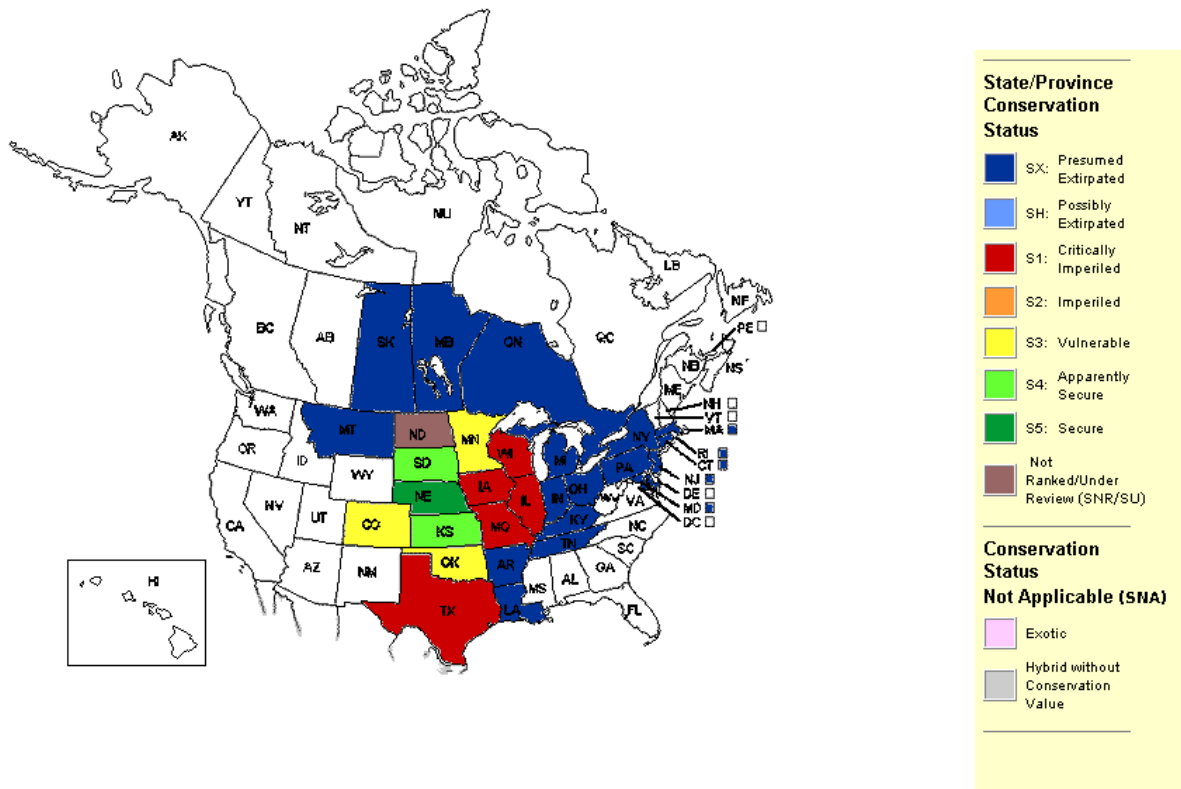 AK
YT
NT
NU
LB
NF
PE
BC
AB
SK
MB
ON
QC
NB
NS
ME
NH
VT
MA
WA
MT
ND
MN
OR
ID
SD
WI
MI
NY
RI
CT
WY
PA
NJ
NE
IA
DE
NV
IL
IN
OH
WV
VA
MD
CA
UT
CO
KS
MO
KY
DC
NC
TN
AZ
NM
OK
AR
SC
MS
AL
GA
HI
TX
LA
FL
State/Province
Conservation
Status
SX: Presumed
Extirpated
SH: Possibly
Extirpated
S1: Critically
Imperiled
S2: Imperiled
S3: Vulnerable
S4: Apparently
Secure
S5: Secure
Not
Ranked/Under
Review (SNR/SU)
Conservation
Status
Not Applicable (SNA)
Exotic
Hybrid without
Conservation
Value